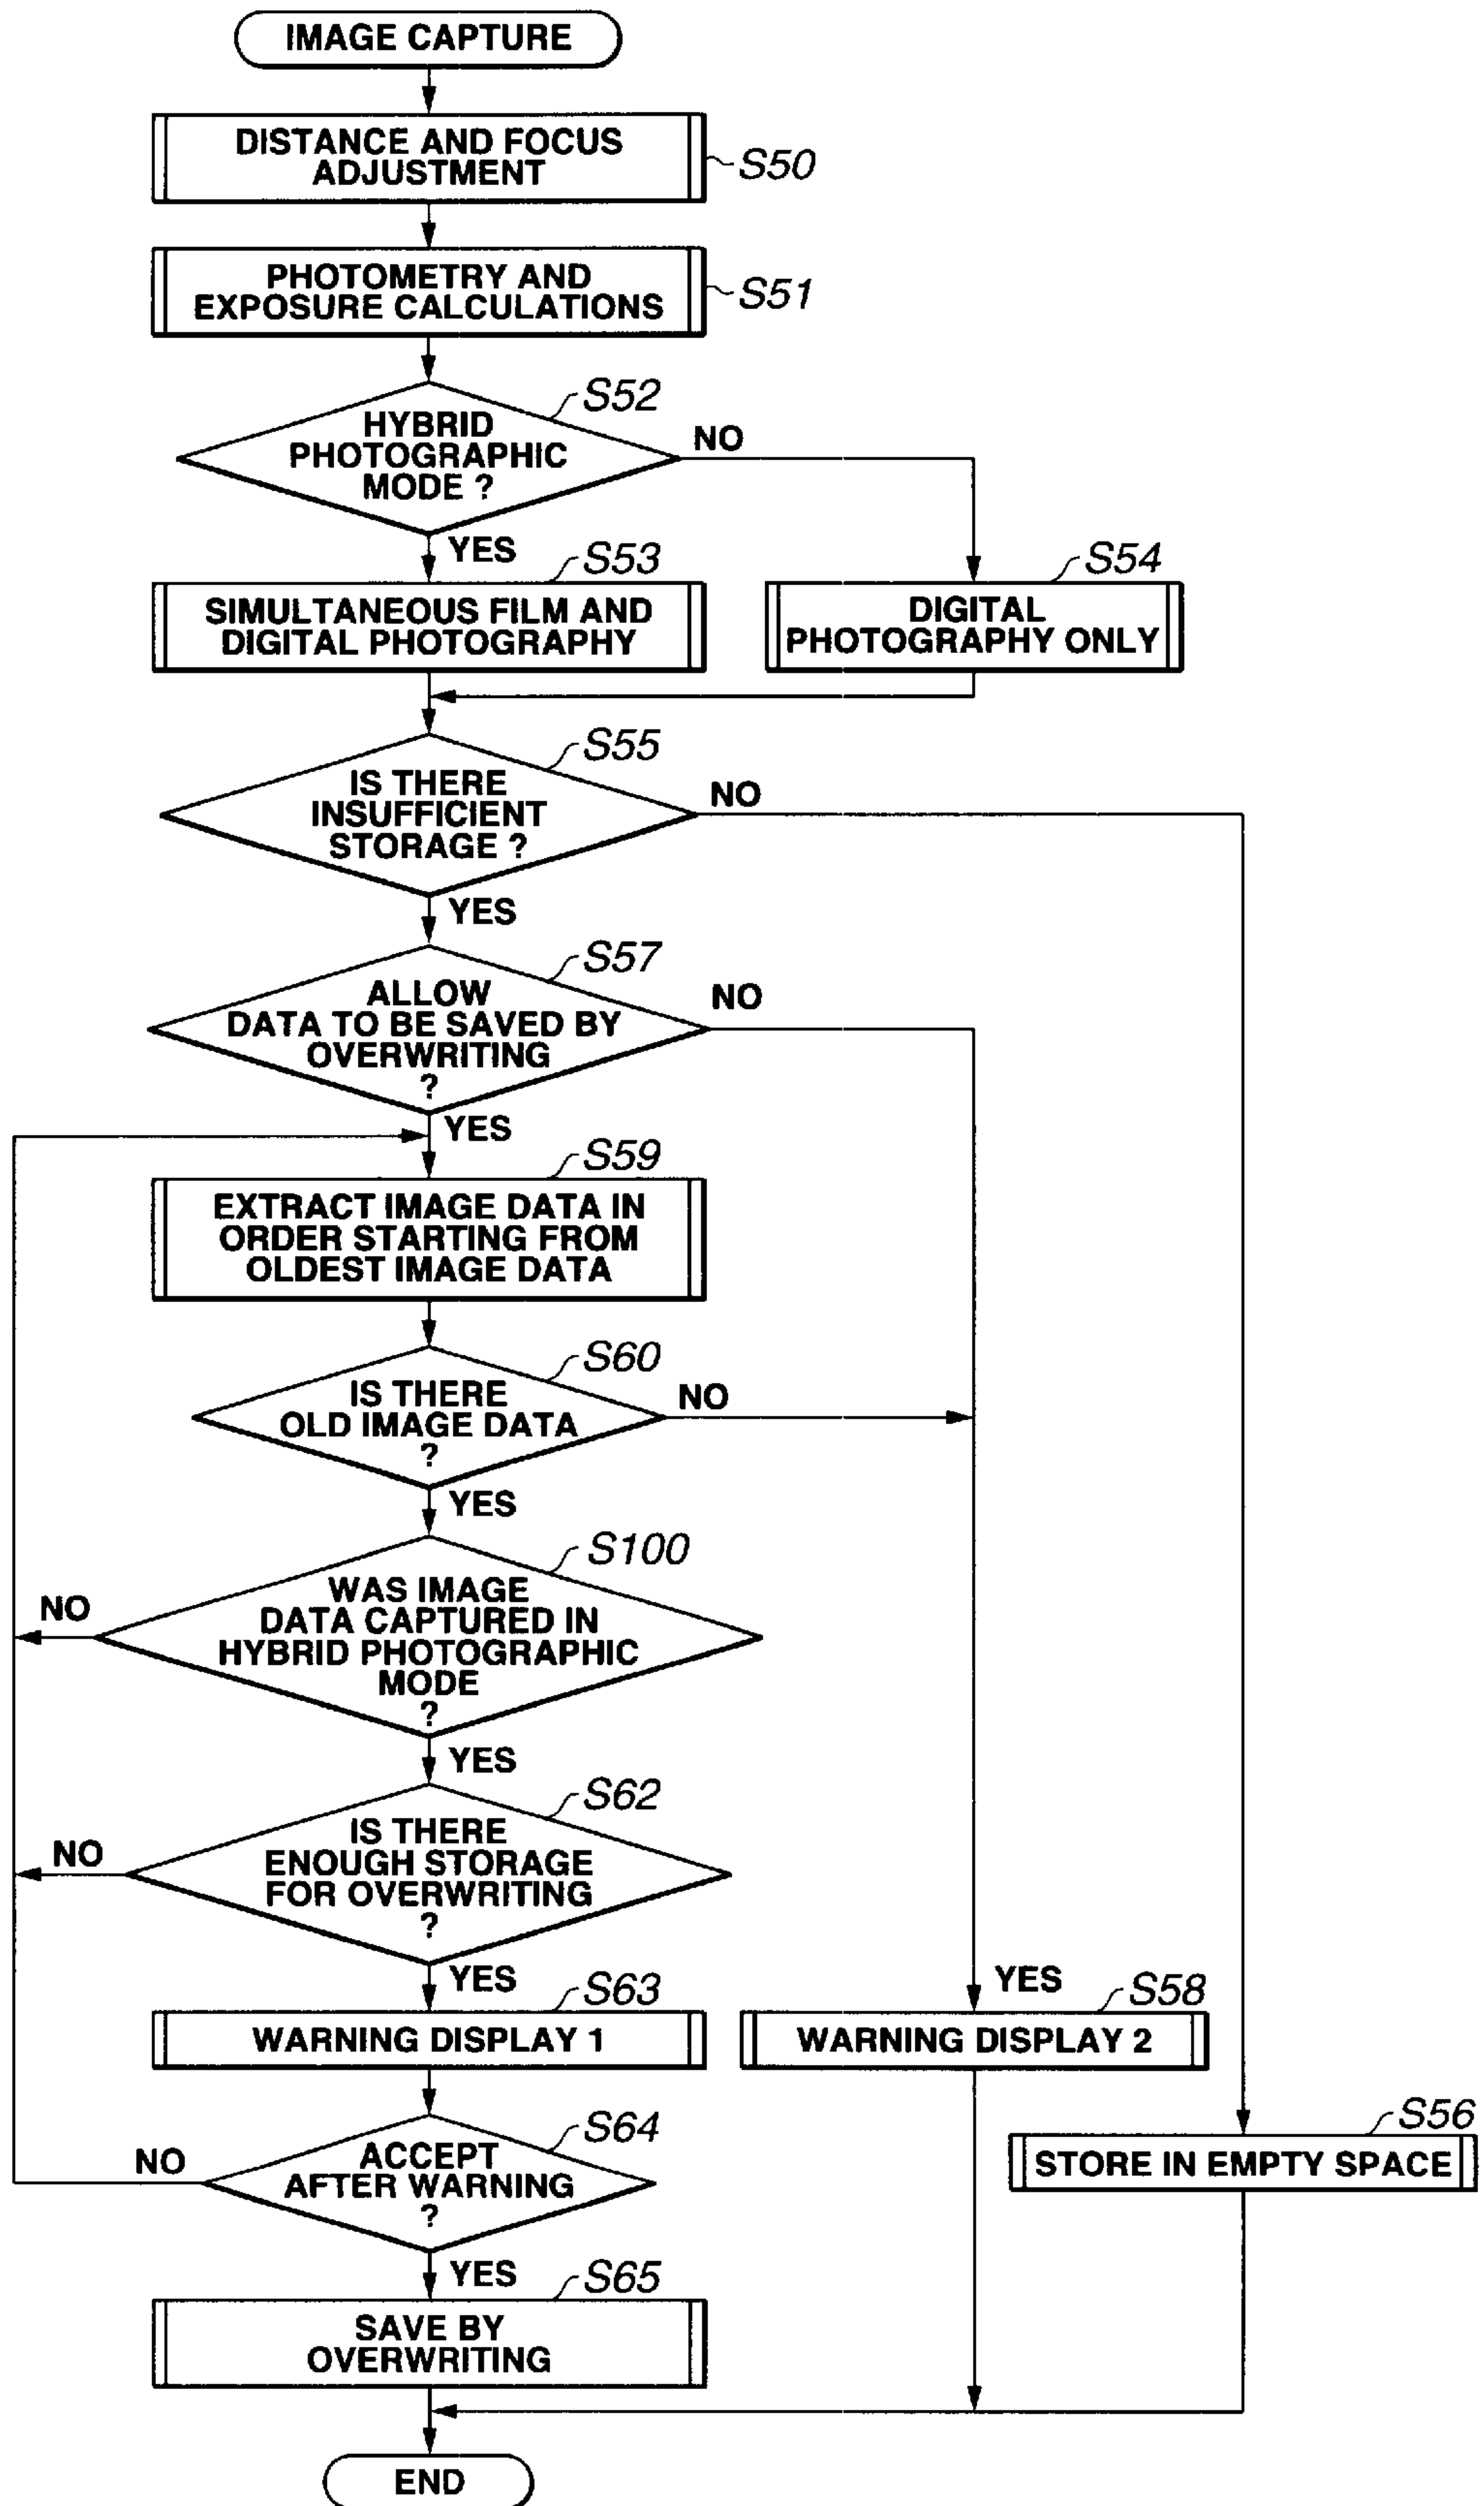 IMAGE CAPTURE
DISTANCE AND FOCUS
ADJUSTMENT
S50
PHOTOMETRY AND
EXPOSURE CALCULATIONS
S51
S52
HYBRID
PHOTOGRAPHIC
MODE ?
NO
YES
S53
SIMULTANEOUS FILM AND
DIGITAL PHOTOGRAPHY
S54
DIGITAL
PHOTOGRAPHY ONLY
S55
IS THERE
INSUFFICIENT
STORAGE ?
NO
YES
S57
ALLOW
DATA TO BE SAVED BY
OVERWRITING
?
NO
YES
S59
EXTRACT IMAGE DATA IN
ORDER STARTING FROM
OLDEST IMAGE DATA
S60
IS THERE
OLD IMAGE DATA
?
NO
YES
S100
WAS IMAGE
DATA CAPTURED IN
HYBRID PHOTOGRAPHIC
MODE
?
NO
YES
S62
IS THERE
ENOUGH STORAGE
FOR OVERWRITING
?
NO
YES
S63
WARNING DISPLAY 1
YES
S58
WARNING DISPLAY 2
S64
ACCEPT
AFTER WARNING
?
NO
S56
STORE IN EMPTY SPACE
YES
S65
SAVE BY
OVERWRITING
END